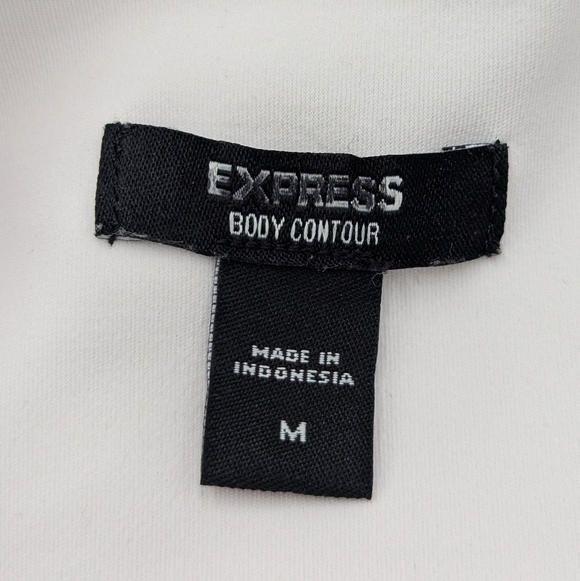 EXPRESS
BODY CONTOUR
MADE IN
INDONESIA
M